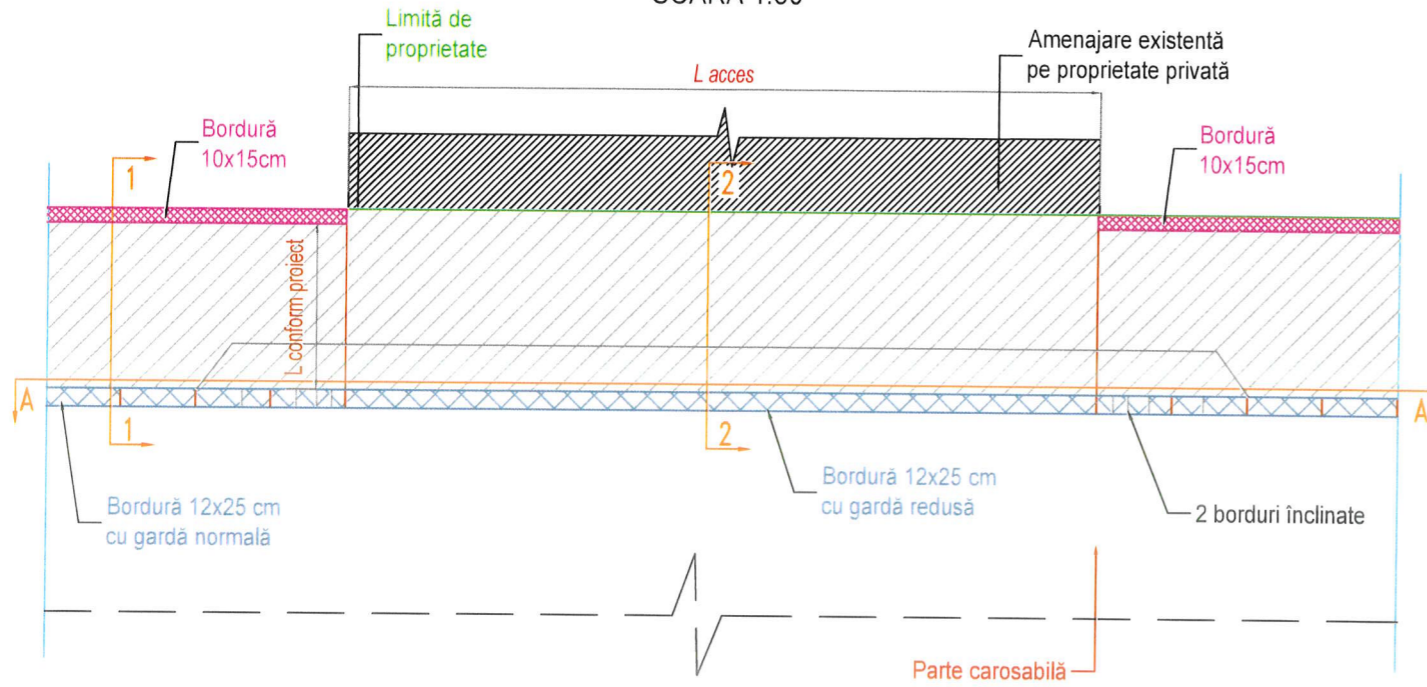 Limită de
proprietate
L acces
Amenajare existentă
pe proprietate privată
Bordură
10x15cm
Bordură
10x15cm
1
2
L conform proiect
A
A
1
2
Bordură 12x25 cm
cu gardă normală
Bordură 12x25 cm
cu gardă redusă
2 borduri înclinate
Parte carosabilă